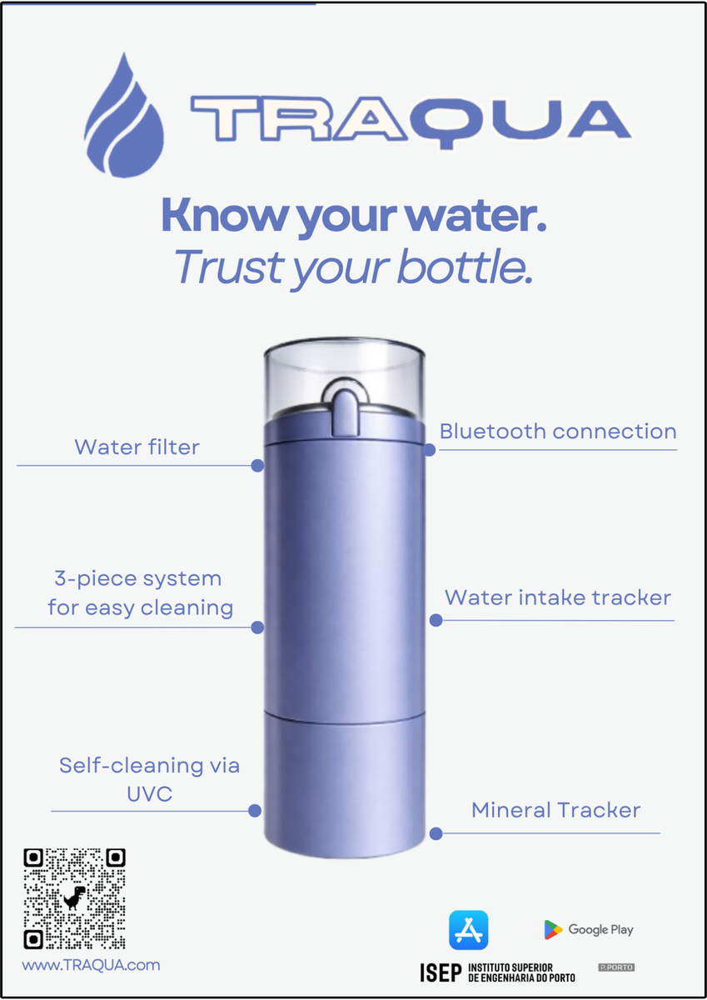 TRAQUA
Know your water.
Trust your bottle.
Water filter
Bluetooth connection
3-piece system
for easy cleaning
Water intake tracker
Self-cleaning via
UVC
Mineral Tracker
Google Play
www.TRAQUA.com
ISEP INSTITUTO SUPERIOR
DE ENGENHARIA DO PORTO
P.PORTO